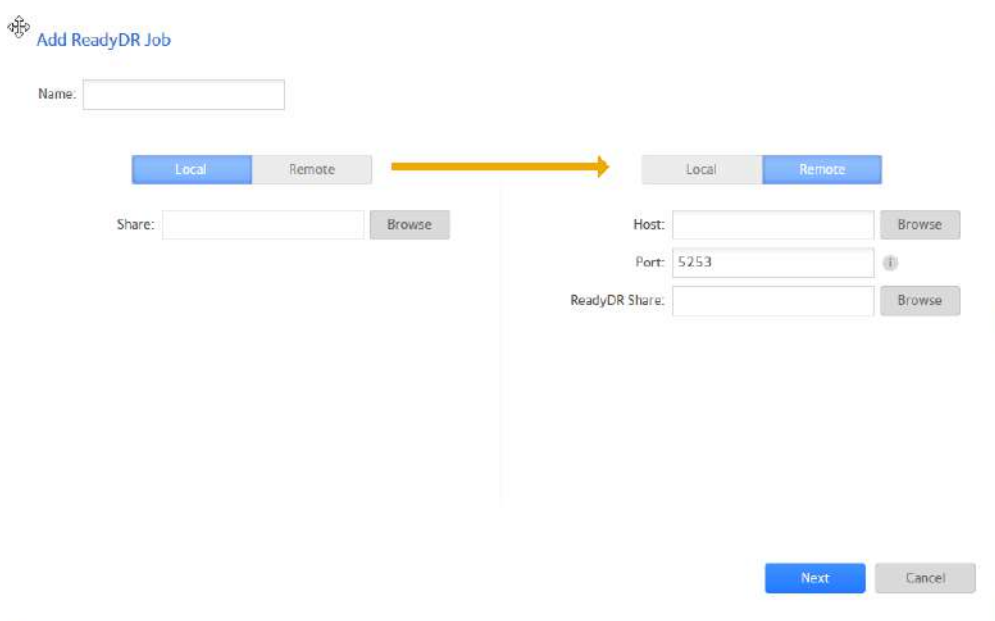 Add ReadyDR Job
Name:
Local Remote Local Remote
Share: Browse Host: Browse
Port: 5253 i
ReadyDR Share: Browse
Next Cancel